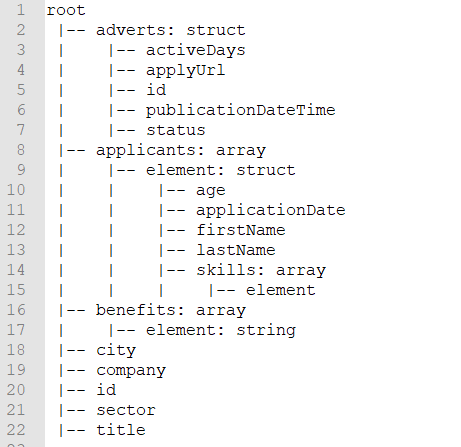 1 root
2  |-- adverts: struct
3  |    |-- activeDays
4  |    |-- applyUrl
5  |    |-- id
6  |    |-- publicationDateTime
7  |    |-- status
8  |-- applicants: array
9  |    |-- element: struct
10  |    |    |-- age
11  |    |    |-- applicationDate
12  |    |    |-- firstName
13  |    |    |-- lastName
14  |    |    |-- skills: array
15  |    |    |    |-- element
16  |-- benefits: array
17  |    |-- element: string
18  |-- city
19  |-- company
20  |-- id
21  |-- sector
22  |-- title